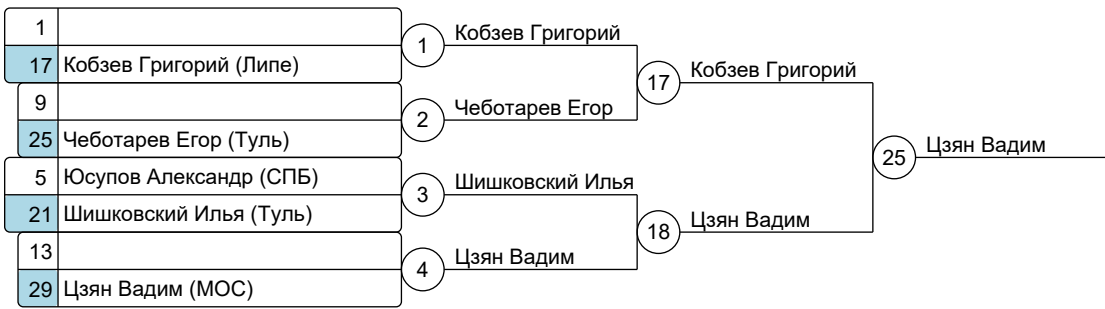 1
17 Кобзев Григорий (Липе)
9
25 Чеботарев Егор (Туль)
5 Юсупов Александр (СПБ)
21 Шишковский Илья (Туль)
13
29 Цзян Вадим (МОС)
1 Кобзев Григорий
2 Чеботарев Егор
3 Шишковский Илья
4 Цзян Вадим
17 Кобзев Григорий
18 Цзян Вадим
25 Цзян Вадим